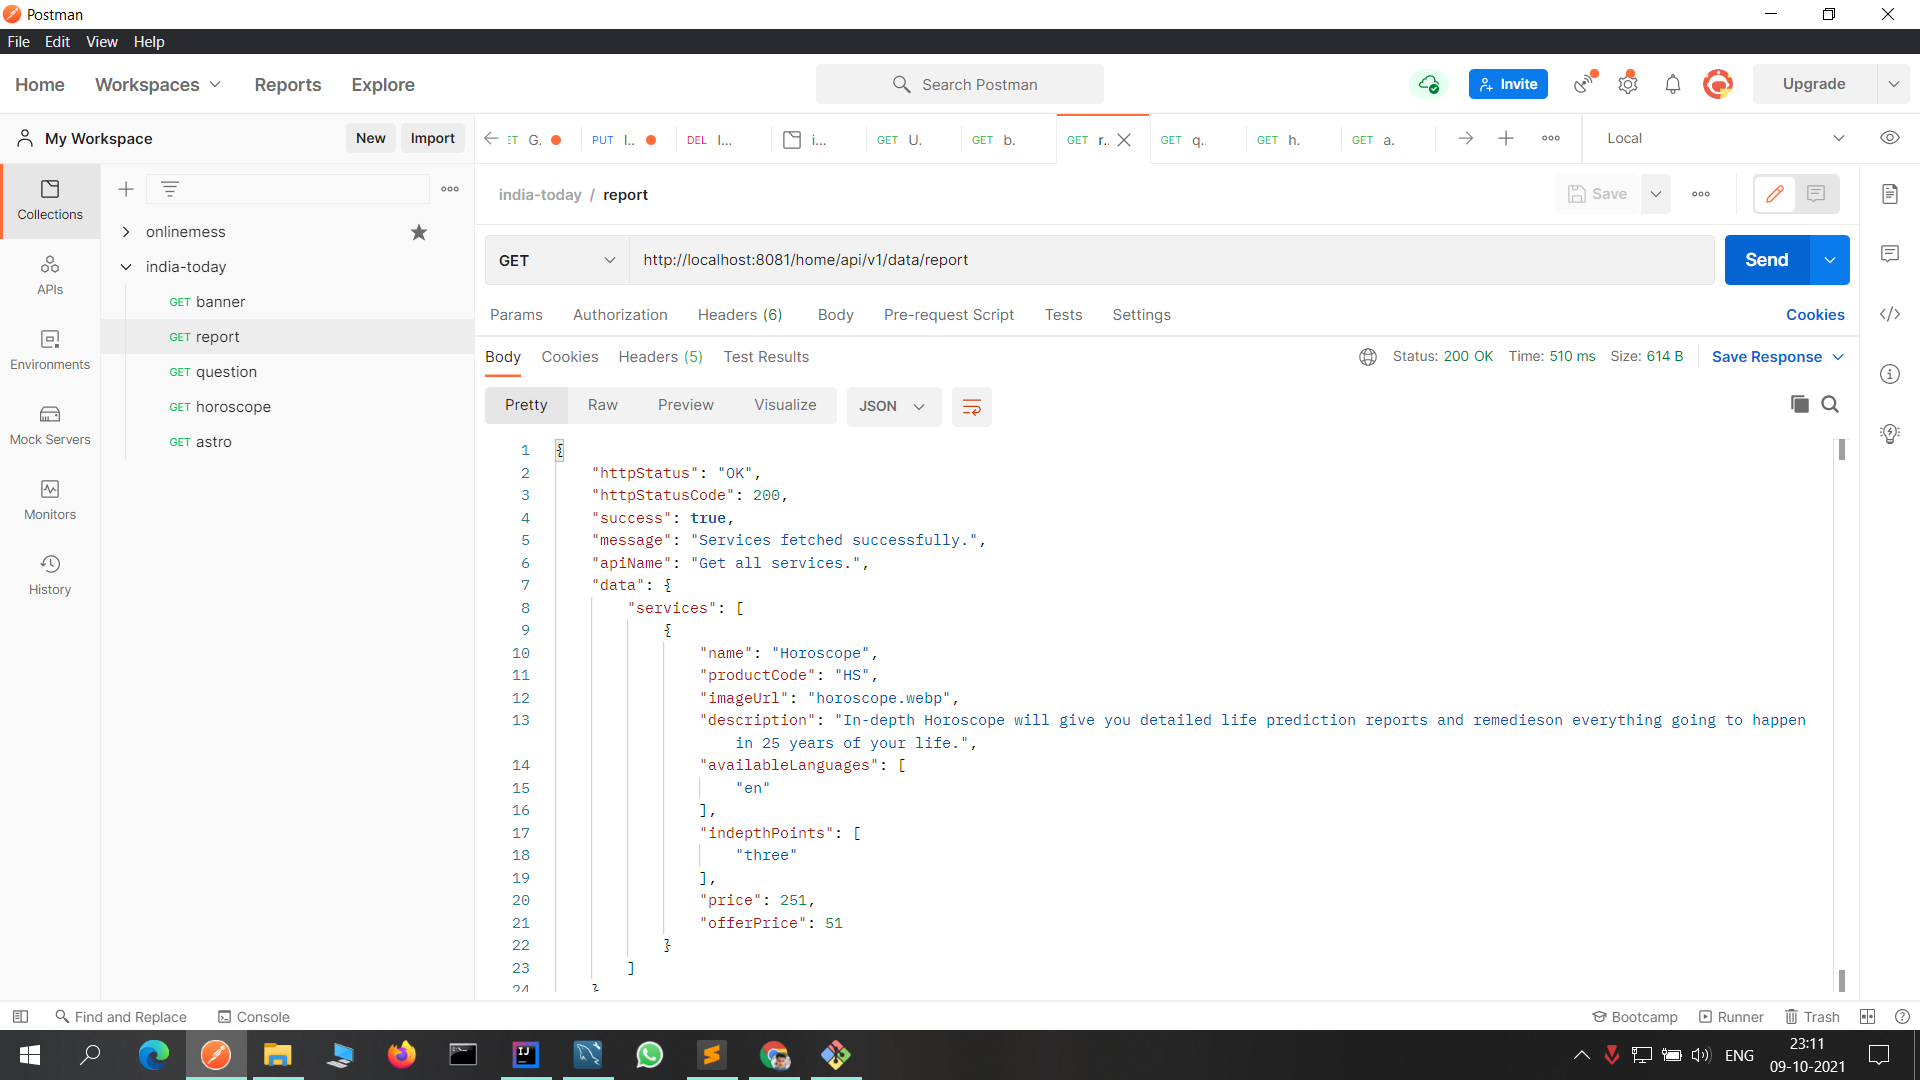 Postman
File Edit View Help
Home Workspaces Reports Explore
Search Postman
Invite
Upgrade
My Workspace
New Import
ET G.
PUT I..
DEL I...
i...
GET U.
GET b.
GET r..
GET q..
GET h.
GET a.
Local
Collections
APIs
Environments
Mock Servers
Monitors
History
onlinemess
india-today
GET banner
GET report
GET question
GET horoscope
GET astro
india-today / report
Save
GET http://localhost:8081/home/api/v1/data/report
Send
Params Authorization Headers (6) Body Pre-request Script Tests Settings
Cookies
Body Cookies Headers (5) Test Results
Status: 200 OK Time: 510 ms Size: 614 B Save Response
Pretty Raw Preview Visualize JSON
1 {
2 "httpStatus": "OK",
3 "httpStatusCode": 200,
4 "success": true,
5 "message": "Services fetched successfully.",
6 "apiName": "Get all services.",
7 "data": {
8 "services": [
9 {
10 "name": "Horoscope",
11 "productCode": "HS",
12 "imageUrl": "horoscope.webp",
13 "description": "In-depth Horoscope will give you detailed life prediction reports and remedieson everything going to happen
in 25 years of your life.",
14 "availableLanguages": [
15 "en"
16 ],
17 "indepthPoints": [
18 "three"
19 ],
20 "price": 251,
21 "offerPrice": 51
22 }
23 ]
24 }
Find and Replace Console
Bootcamp Runner Trash
ENG
23:11
09-10-2021